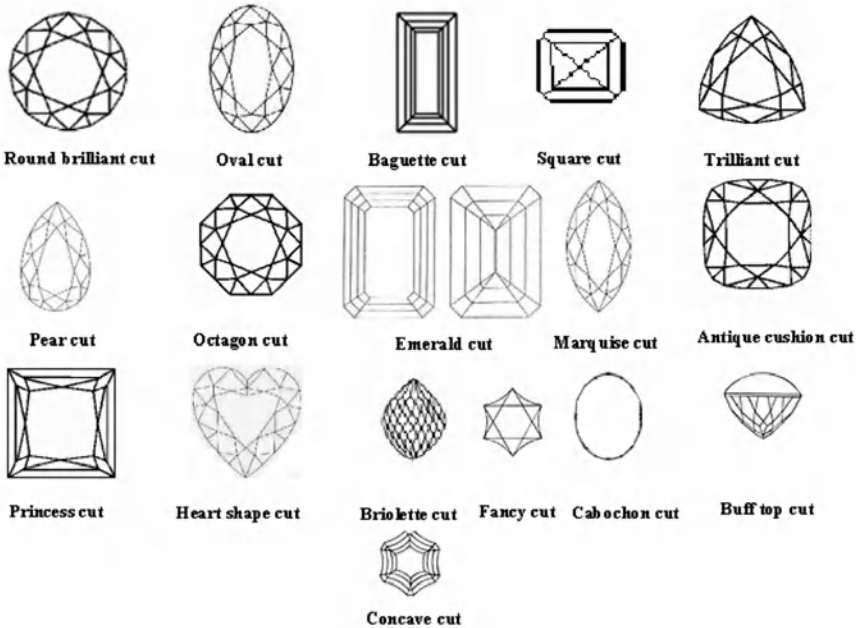 Round brilliant cut
Oval cut
Baguette cut
Square cut
Trilliant cut
Pear cut
Octagon cut
Emerald cut
Marquise cut
Antique cushion cut
Princess cut
Heart shape cut
Briolette cut
Fancy cut
Cabochon cut
Buff top cut
Concave cut